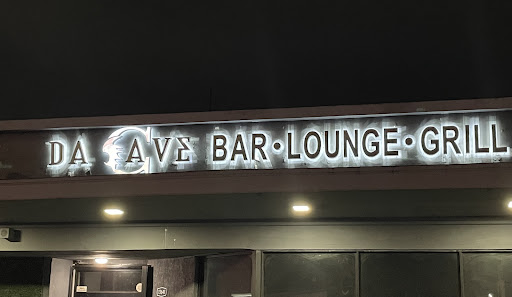 DA CAVE BAR • LOUNGE • GRILL